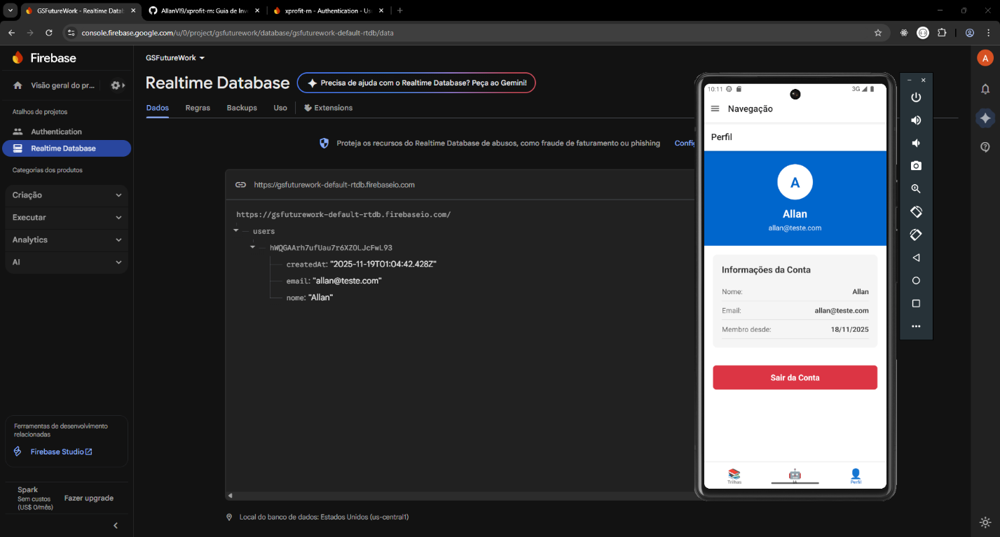 GSFutureWork - Realtime Datab
AllanVI9/xprofit-rn: Guia de Inv
xprofit-rn - Authentication - Us
console.firebase.google.com/u/0/project/gsfuturework/database/gsfuturework-default-rtdb/data
Firebase
Visão geral do pr...
Atalhos de projetos
Authentication
Realtime Database
Categorias dos produtos
Criação
Executar
Analytics
AI
Ferramentas de desenvolvimento
relacionadas
Firebase Studio
Spark
Sem custos
(US$ 0/mês)
Fazer upgrade
GSFutureWork
Realtime Database
Precisa de ajuda com o Realtime Database? Peça ao Gemini!
Dados
Regras
Backups
Uso
Extensions
Proteja os recursos do Realtime Database de abusos, como fraude de faturamento ou phishing
https://gsfuturework-default-rtdb.firebaseio.com
https://gsfuturework-default-rtdb.firebaseio.com/
users
hWQGAArh7ufUau7r6XZOLJcFwL93
createdAt: "2025-11-19T01:04:42.428Z"
email: "allan@teste.com"
nome: "Allan"
Local do banco de dados: Estados Unidos (us-central1)
10:11
3G
Navegação
Perfil
A
Allan
allan@teste.com
Informações da Conta
Nome: Allan
Email: allan@teste.com
Membro desde: 18/11/2025
Sair da Conta
Trilhas
IA
Perfil
A